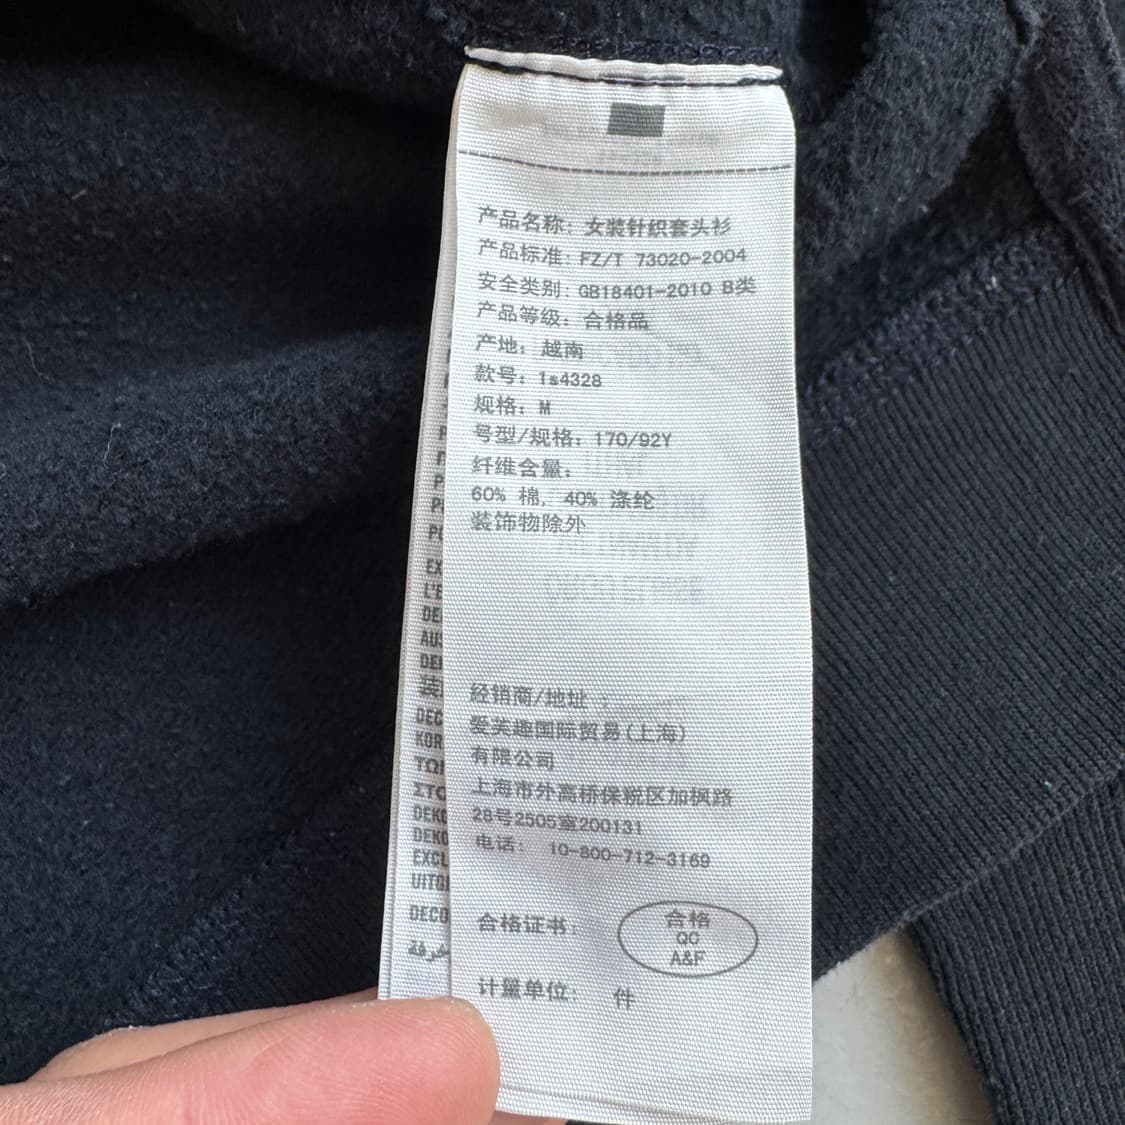 产品名称: 女装针织套头衫
产品标准: FZ/T 73020-2004
安全类别: GB18401-2010 B类
产品等级: 合格品
产地: 越南
款号: 1s4328
规格: M
号型/规格: 170/92Y
纤维含量:
60% 棉, 40% 涤纶
装饰物除外
经销商/地址 :
爱芙趣国际贸易(上海)
有限公司
上海市外高桥保税区加枫路
28号2505室200131
电话: 10-800-712-3169
合格证书:
合格
QC
A&F
计量单位: 件